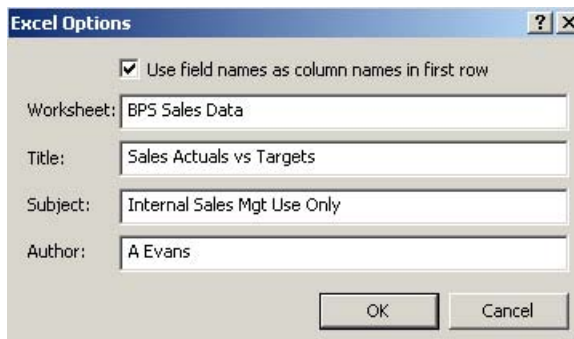 Excel Options
Use field names as column names in first row
Worksheet: BPS Sales Data
Title: Sales Actuals vs Targets
Subject: Internal Sales Mgt Use Only
Author: A Evans
OK Cancel